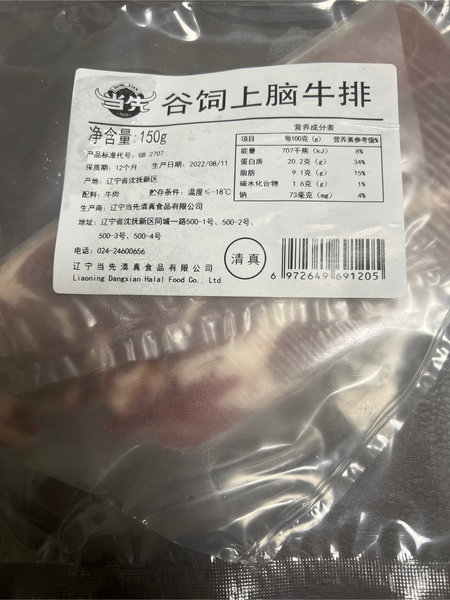 DANG XIAN
当先
FOOD
谷饲上脑牛排
净含量:150g
产品标准代号: GB 2707
保质期: 12个月 生产日期: 2022/08/11
产地: 辽宁省沈抚新区
配料: 牛肉 贮存条件: 温度≤-18℃
生产商: 辽宁当先清真食品有限公司
地址: 辽宁省沈抚新区同城一路500-1号、500-2号、
500-3号、500-4号
电话: 024-24600656
辽宁当先清真食品有限公司
Liaoning Dangxian Halal Food Co., Ltd
营养成分表
项目 每100克 (g) 营养素参考值%
能量 707千焦 (kJ) 8%
蛋白质 20.2克 (g) 34%
脂肪 9.1克 (g) 15%
碳水化合物 1.6克 (g) 1%
钠 73毫克 (mg) 4%
清真
6 972649 691205